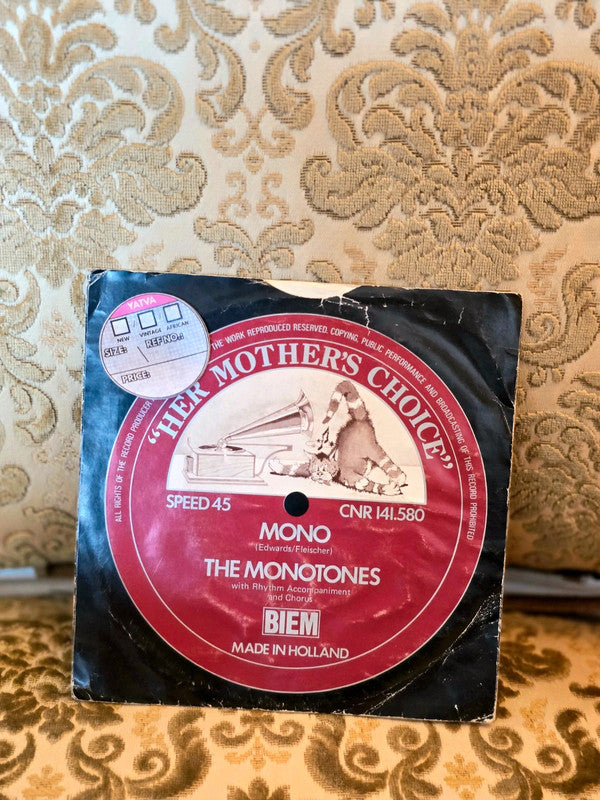 YATVA
NEW / VINTAGE AFRICAN
SIZE: \ REF NO.:
PRICE:
ALL RIGHTS OF THE RECORD PRODUCER
THE WORK REPRODUCED RESERVED. COPYING, PUBLIC PERFORMANCE AND BROADCASTING OF THIS RECORD PROHIBITED
"HER MOTHER'S CHOICE"
SPEED 45 CNR 141.580
MONO
(Edwards/Fleischer)
THE MONOTONES
with Rhythm Accompaniment
and Chorus
BIEM
MADE IN HOLLAND